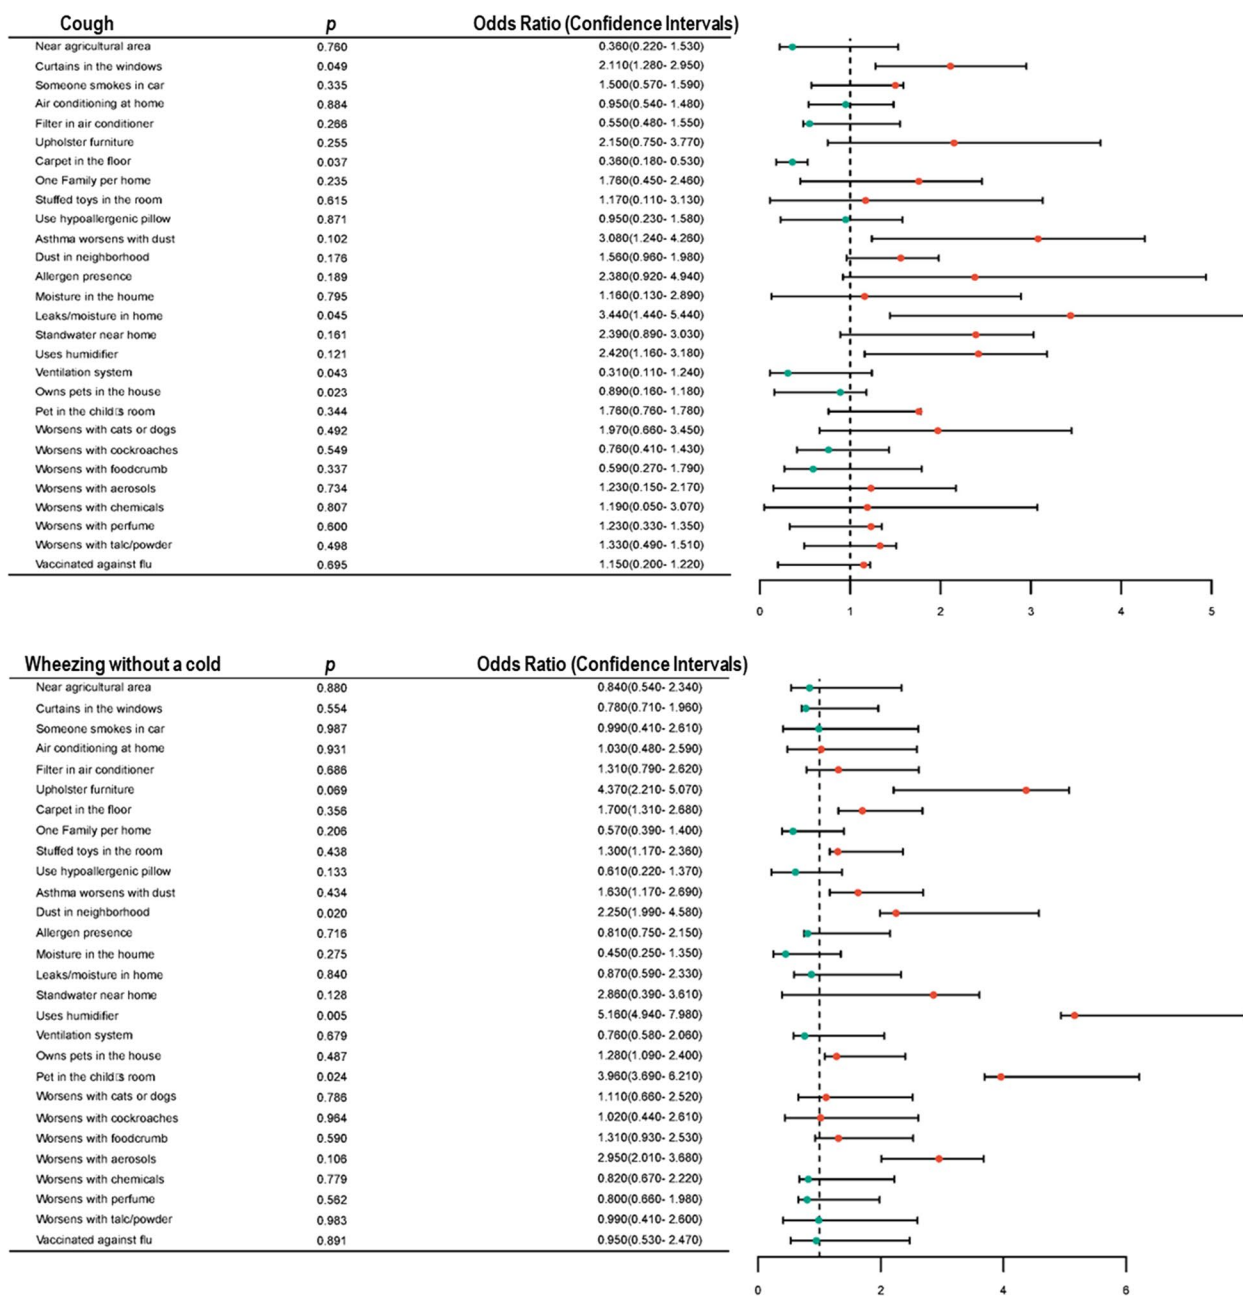 Cough p Odds Ratio (Confidence Intervals)
Near agricultural area 0.760 0.360(0.220- 1.530)
Curtains in the windows 0.049 2.110(1.280- 2.950)
Someone smokes in car 0.335 1.500(0.570- 1.590)
Air conditioning at home 0.884 0.950(0.540- 1.480)
Filter in air conditioner 0.266 0.550(0.480- 1.550)
Upholster furniture 0.255 2.150(0.750- 3.770)
Carpet in the floor 0.037 0.360(0.180- 0.530)
One Family per home 0.235 1.760(0.450- 2.460)
Stuffed toys in the room 0.615 1.170(0.110- 3.130)
Use hypoallergenic pillow 0.871 0.950(0.230- 1.580)
Asthma worsens with dust 0.102 3.080(1.240- 4.260)
Dust in neighborhood 0.176 1.560(0.960- 1.980)
Allergen presence 0.189 2.380(0.920- 4.940)
Moisture in the houme 0.795 1.160(0.130- 2.890)
Leaks/moisture in home 0.045 3.440(1.440- 5.440)
Standwater near home 0.161 2.390(0.890- 3.030)
Uses humidifier 0.121 2.420(1.160- 3.180)
Ventilation system 0.043 0.310(0.110- 1.240)
Owns pets in the house 0.023 0.890(0.160- 1.180)
Pet in the child▯s room 0.344 1.760(0.760- 1.780)
Worsens with cats or dogs 0.492 1.970(0.660- 3.450)
Worsens with cockroaches 0.549 0.760(0.410- 1.430)
Worsens with foodcrumb 0.337 0.590(0.270- 1.790)
Worsens with aerosols 0.734 1.230(0.150- 2.170)
Worsens with chemicals 0.807 1.190(0.050- 3.070)
Worsens with perfume 0.600 1.230(0.330- 1.350)
Worsens with talc/powder 0.498 1.330(0.490- 1.510)
Vaccinated against flu 0.695 1.150(0.200- 1.220)
0 1 2 3 4 5
Wheezing without a cold p Odds Ratio (Confidence Intervals)
Near agricultural area 0.880 0.840(0.540- 2.340)
Curtains in the windows 0.554 0.780(0.710- 1.960)
Someone smokes in car 0.987 0.990(0.410- 2.610)
Air conditioning at home 0.931 1.030(0.480- 2.590)
Filter in air conditioner 0.686 1.310(0.790- 2.620)
Upholster furniture 0.069 4.370(2.210- 5.070)
Carpet in the floor 0.356 1.700(1.310- 2.680)
One Family per home 0.206 0.570(0.390- 1.400)
Stuffed toys in the room 0.438 1.300(1.170- 2.360)
Use hypoallergenic pillow 0.133 0.610(0.220- 1.370)
Asthma worsens with dust 0.434 1.630(1.170- 2.690)
Dust in neighborhood 0.020 2.250(1.990- 4.580)
Allergen presence 0.716 0.810(0.750- 2.150)
Moisture in the houme 0.275 0.450(0.250- 1.350)
Leaks/moisture in home 0.840 0.870(0.590- 2.330)
Standwater near home 0.128 2.860(0.390- 3.610)
Uses humidifier 0.005 5.160(4.940- 7.980)
Ventilation system 0.679 0.760(0.580- 2.060)
Owns pets in the house 0.487 1.280(1.090- 2.400)
Pet in the child▯s room 0.024 3.960(3.690- 6.210)
Worsens with cats or dogs 0.786 1.110(0.660- 2.520)
Worsens with cockroaches 0.964 1.020(0.440- 2.610)
Worsens with foodcrumb 0.590 1.310(0.930- 2.530)
Worsens with aerosols 0.106 2.950(2.010- 3.680)
Worsens with chemicals 0.779 0.820(0.670- 2.220)
Worsens with perfume 0.562 0.800(0.660- 1.980)
Worsens with talc/powder 0.983 0.990(0.410- 2.600)
Vaccinated against flu 0.891 0.950(0.530- 2.470)
0 2 4 6